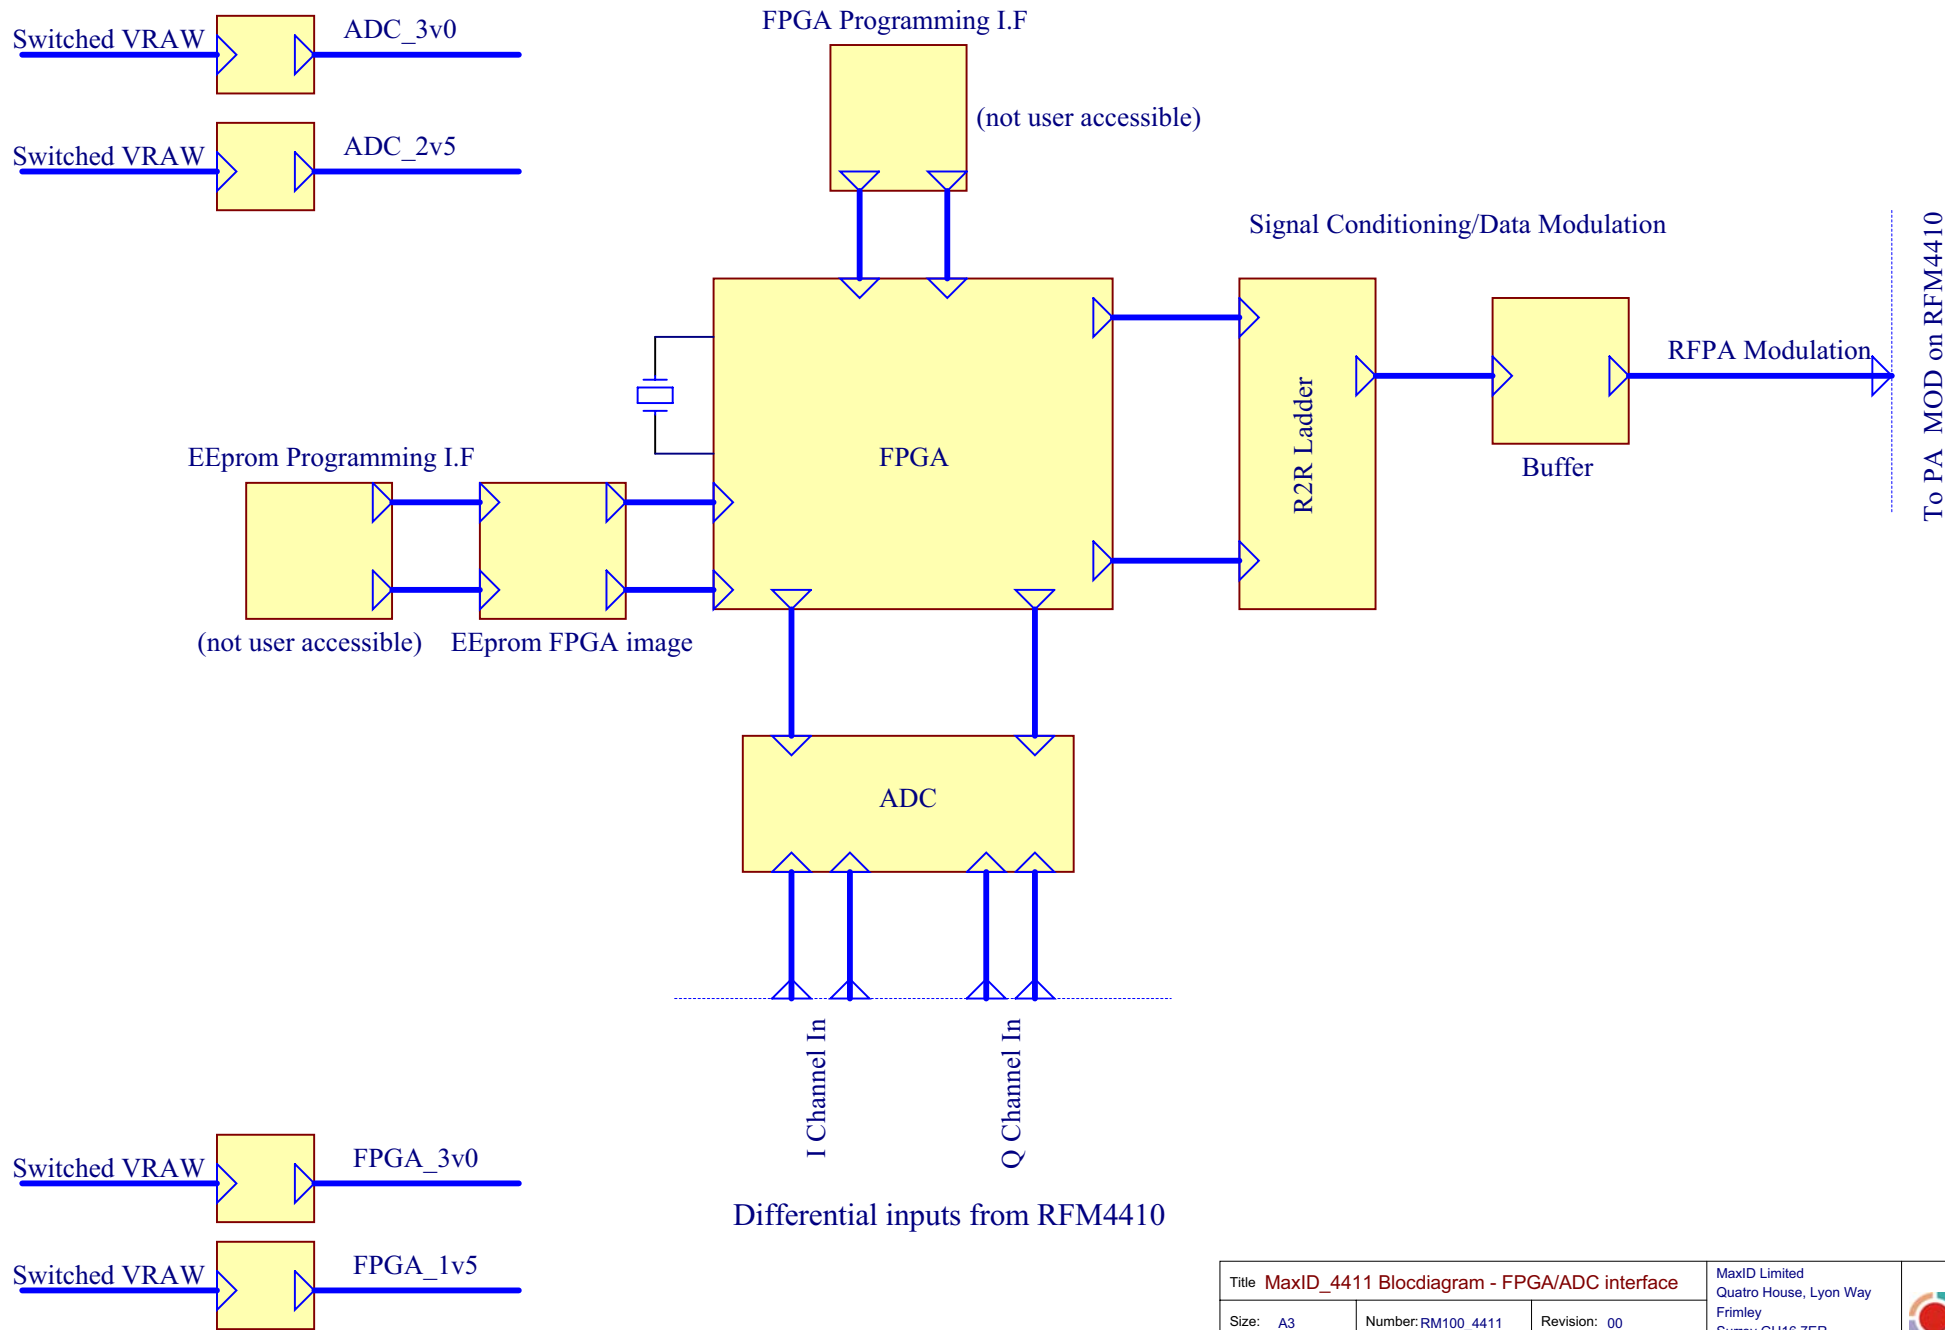 FPGA Programming I.F
Switched VRAW
ADC_3v0
(not user accessible)
Switched VRAW
ADC_2v5
Signal Conditioning/Data Modulation
To PA MOD on RFM4410
RFPA Modulation
R2R Ladder
FPGA
Buffer
EEprom Programming I.F
(not user accessible)
EEprom FPGA image
ADC
I Channel In
Q Channel In
Switched VRAW
FPGA_3v0
Differential inputs from RFM4410
Switched VRAW
FPGA_1v5
Title MaxID_4411 Blocdiagram - FPGA/ADC interface
MaxID Limited
Quatro House, Lyon Way
Frimley
Size: A3
Number: RM100_4411
Revision: 00